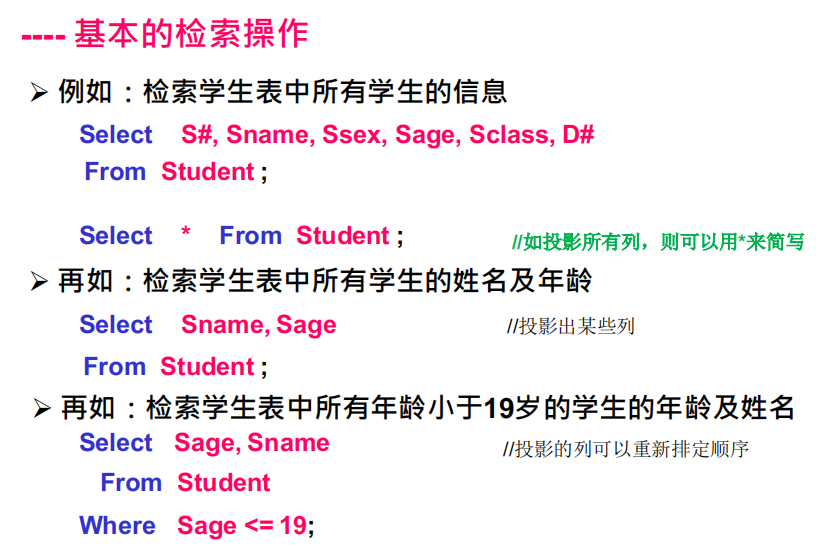 ---- 基本的检索操作
➢ 例如：检索学生表中所有学生的信息
Select S#, Sname, Ssex, Sage, Sclass, D#
From Student ;
Select * From Student ; //如投影所有列，则可以用*来简写
➢ 再如：检索学生表中所有学生的姓名及年龄
Select Sname, Sage //投影出某些列
From Student ;
➢ 再如：检索学生表中所有年龄小于19岁的学生的年龄及姓名
Select Sage, Sname //投影的列可以重新排定顺序
From Student
Where Sage <= 19;